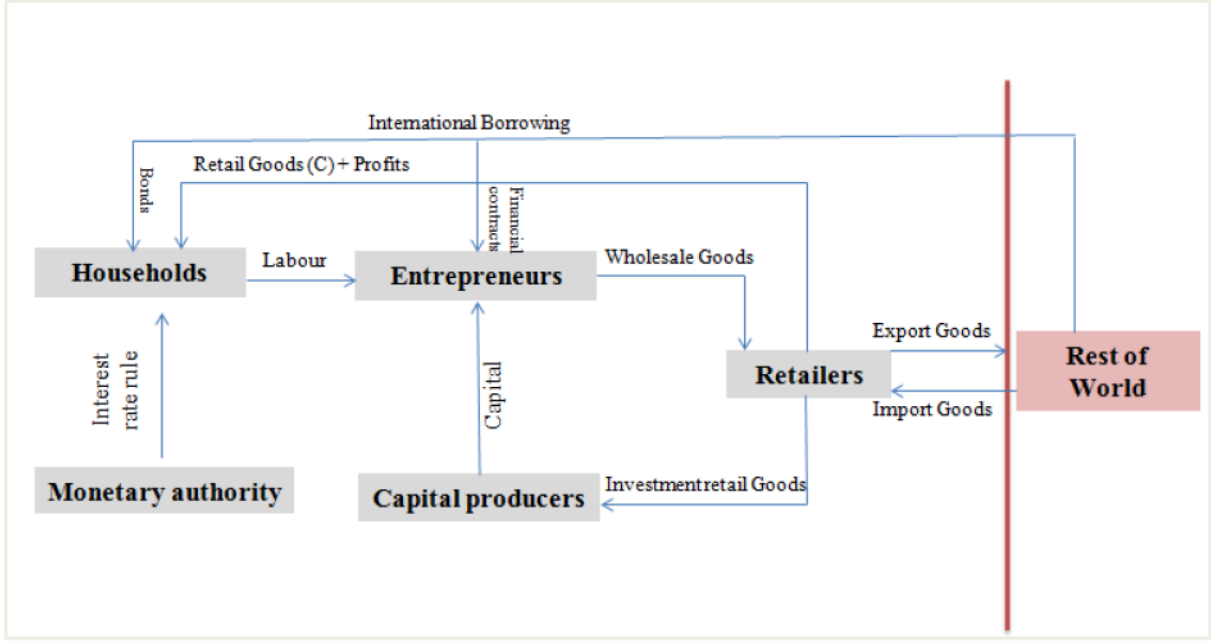 International Borrowing
Retail Goods (C) + Profits
Bonds
Financial
contracts
Households
Labour
Entrepreneurs
Wholesale Goods
Export Goods
Rest of
World
Retailers
Import Goods
Interest
rate rule
Capital
Monetary authority
Capital producers
Investmentretail Goods